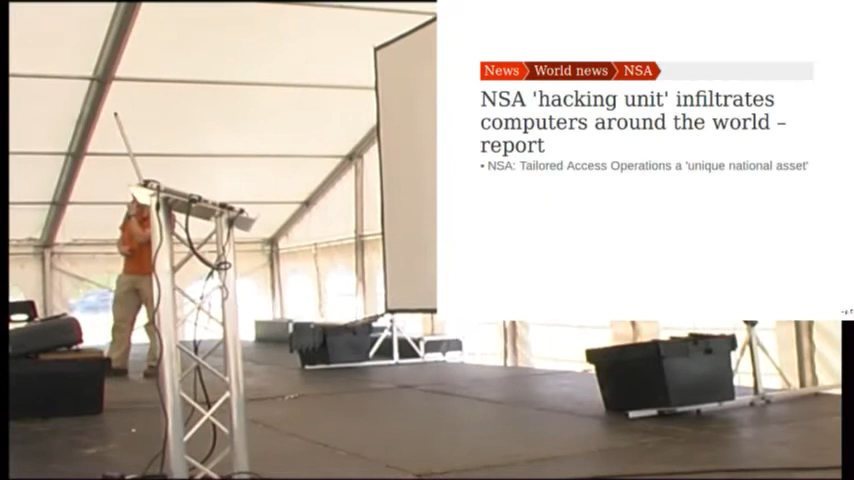 News World news NSA
NSA 'hacking unit' infiltrates
computers around the world –
report
• NSA: Tailored Access Operations a 'unique national asset'